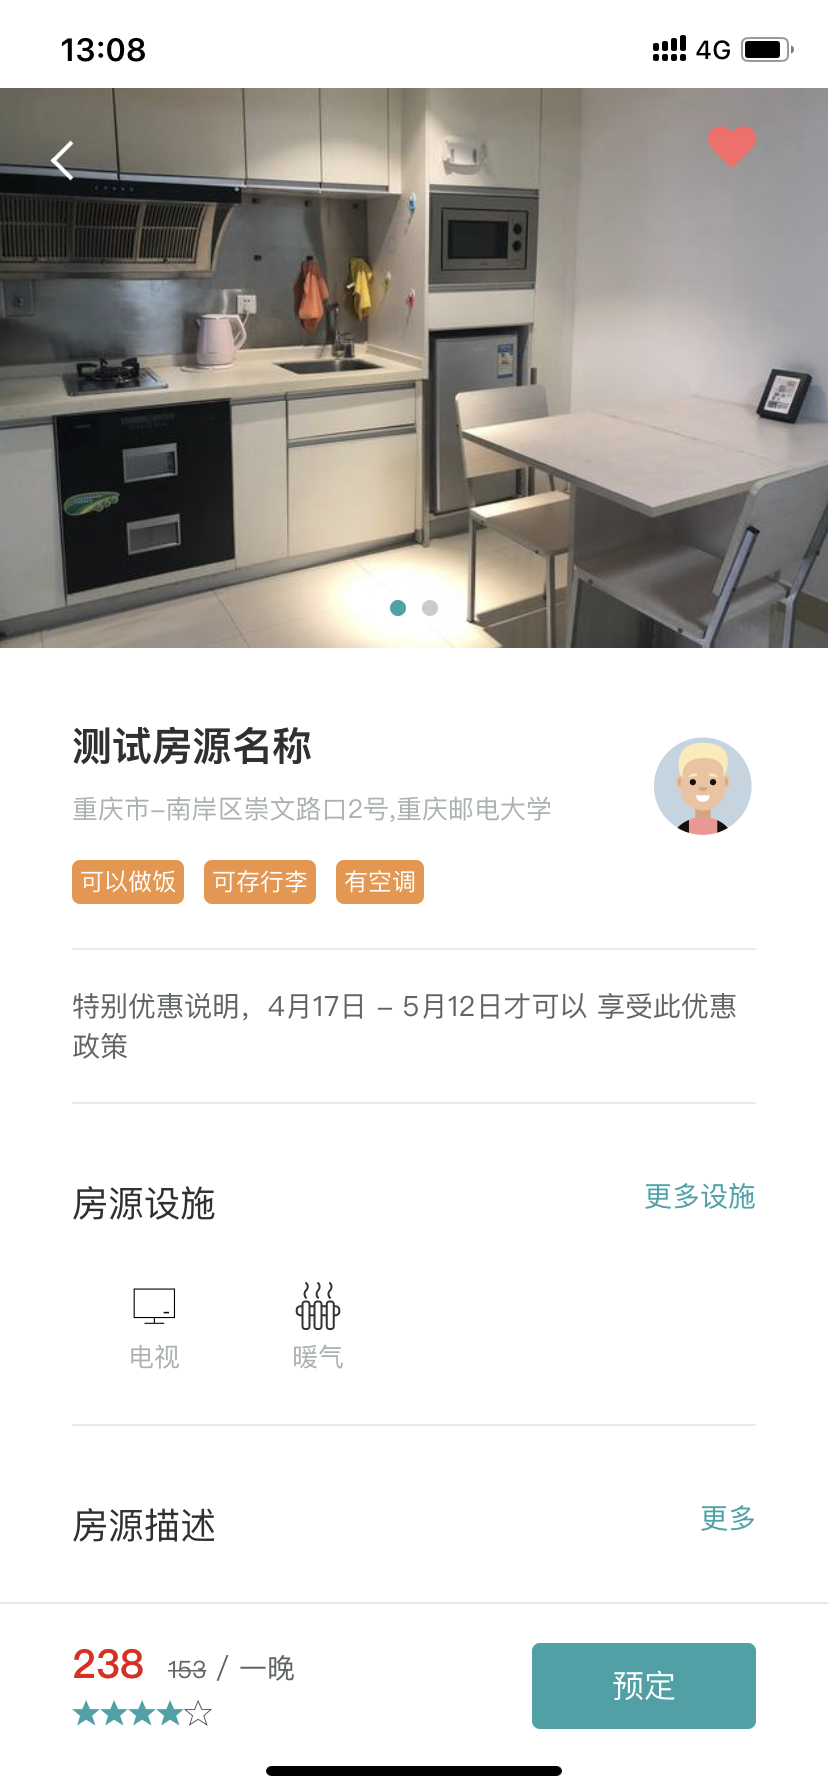 13:08 4G
测试房源名称
重庆市-南岸区崇文路口2号,重庆邮电大学
可以做饭 可存行李 有空调
特别优惠说明，4月17日 - 5月12日才可以 享受此优惠
政策
房源设施 更多设施
电视 暖气
房源描述 更多
238 153 / 一晚
预定